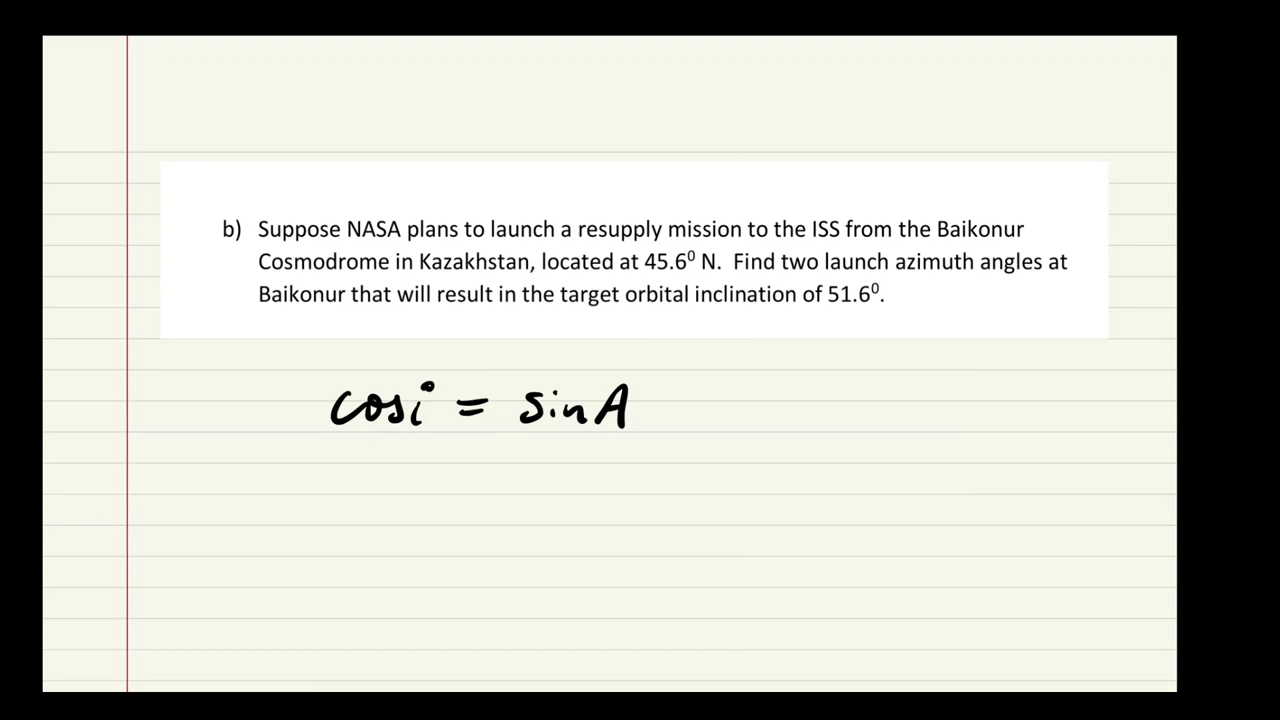 b) Suppose NASA plans to launch a resupply mission to the ISS from the Baikonur
Cosmodrome in Kazakhstan, located at 45.6⁰ N. Find two launch azimuth angles at
Baikonur that will result in the target orbital inclination of 51.6⁰.
cos i = sin A